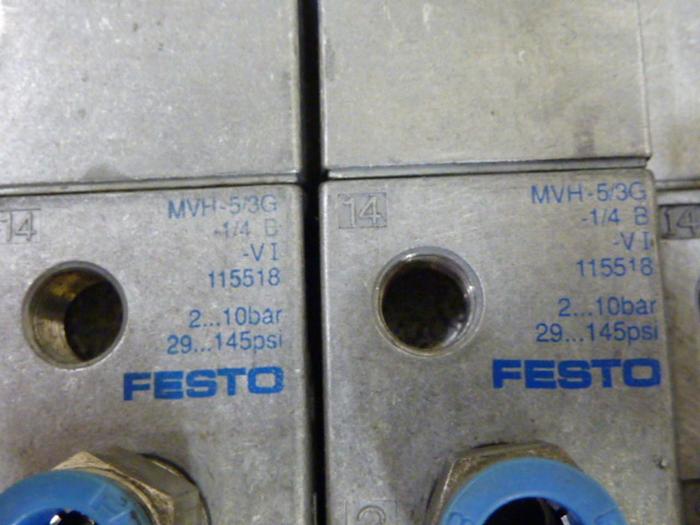 14
MVH-5/3G
-1/4 B
-VI
115518
2...10bar
29...145psi
FESTO
14
MVH-5/3G
-1/4 B
-VI
115518
2...10bar
29...145psi
FESTO
2
14